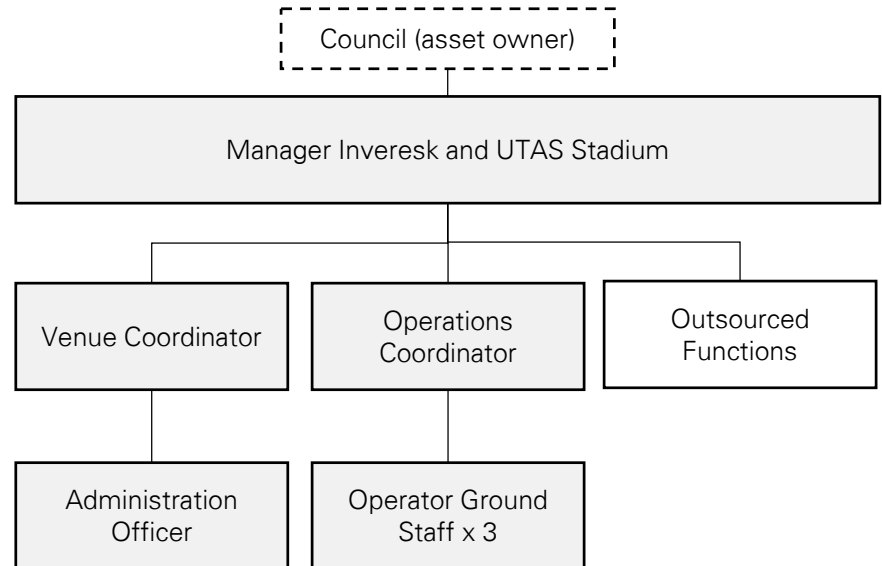 Council (asset owner)
Manager Inveresk and UTAS Stadium
Venue Coordinator
Operations
Coordinator
Outsourced
Functions
Administration
Officer
Operator Ground
Staff x 3